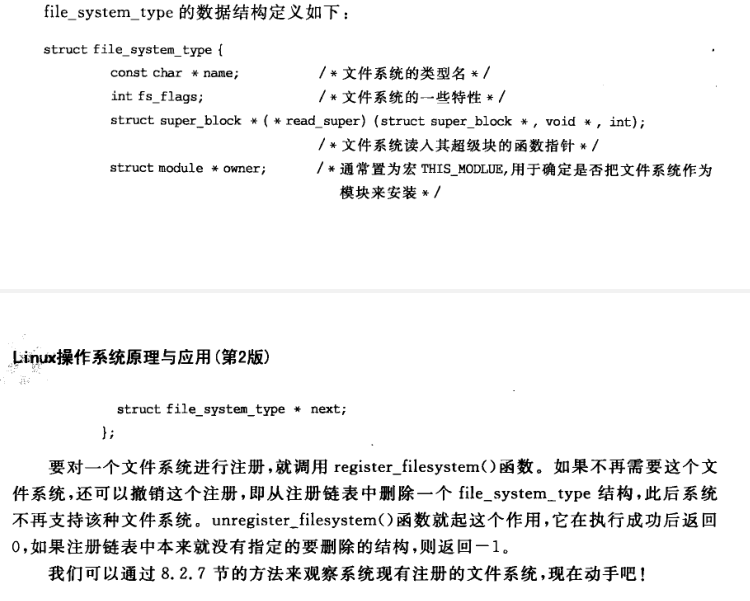 file_system_type 的数据结构定义如下：
struct file_system_type {
const char * name; /* 文件系统的类型名 */
int fs_flags; /* 文件系统的一些特性 */
struct super_block * ( * read_super) (struct super_block * , void * , int);
/* 文件系统读入其超级块的函数指针 */
struct module * owner; /* 通常置为宏 THIS_MODLUE,用于确定是否把文件系统作为
模块来安装 */
Linux操作系统原理与应用(第2版)
struct file_system_type * next;
};
要对一个文件系统进行注册,就调用 register_filesystem()函数。如果不再需要这个文
件系统,还可以撤销这个注册,即从注册链表中删除一个 file_system_type 结构,此后系统
不再支持该种文件系统。unregister_filesystem()函数就起这个作用,它在执行成功后返回
0,如果注册链表中本来就没有指定的要删除的结构,则返回－1。
我们可以通过 8.2.7 节的方法来观察系统现有注册的文件系统,现在动手吧!